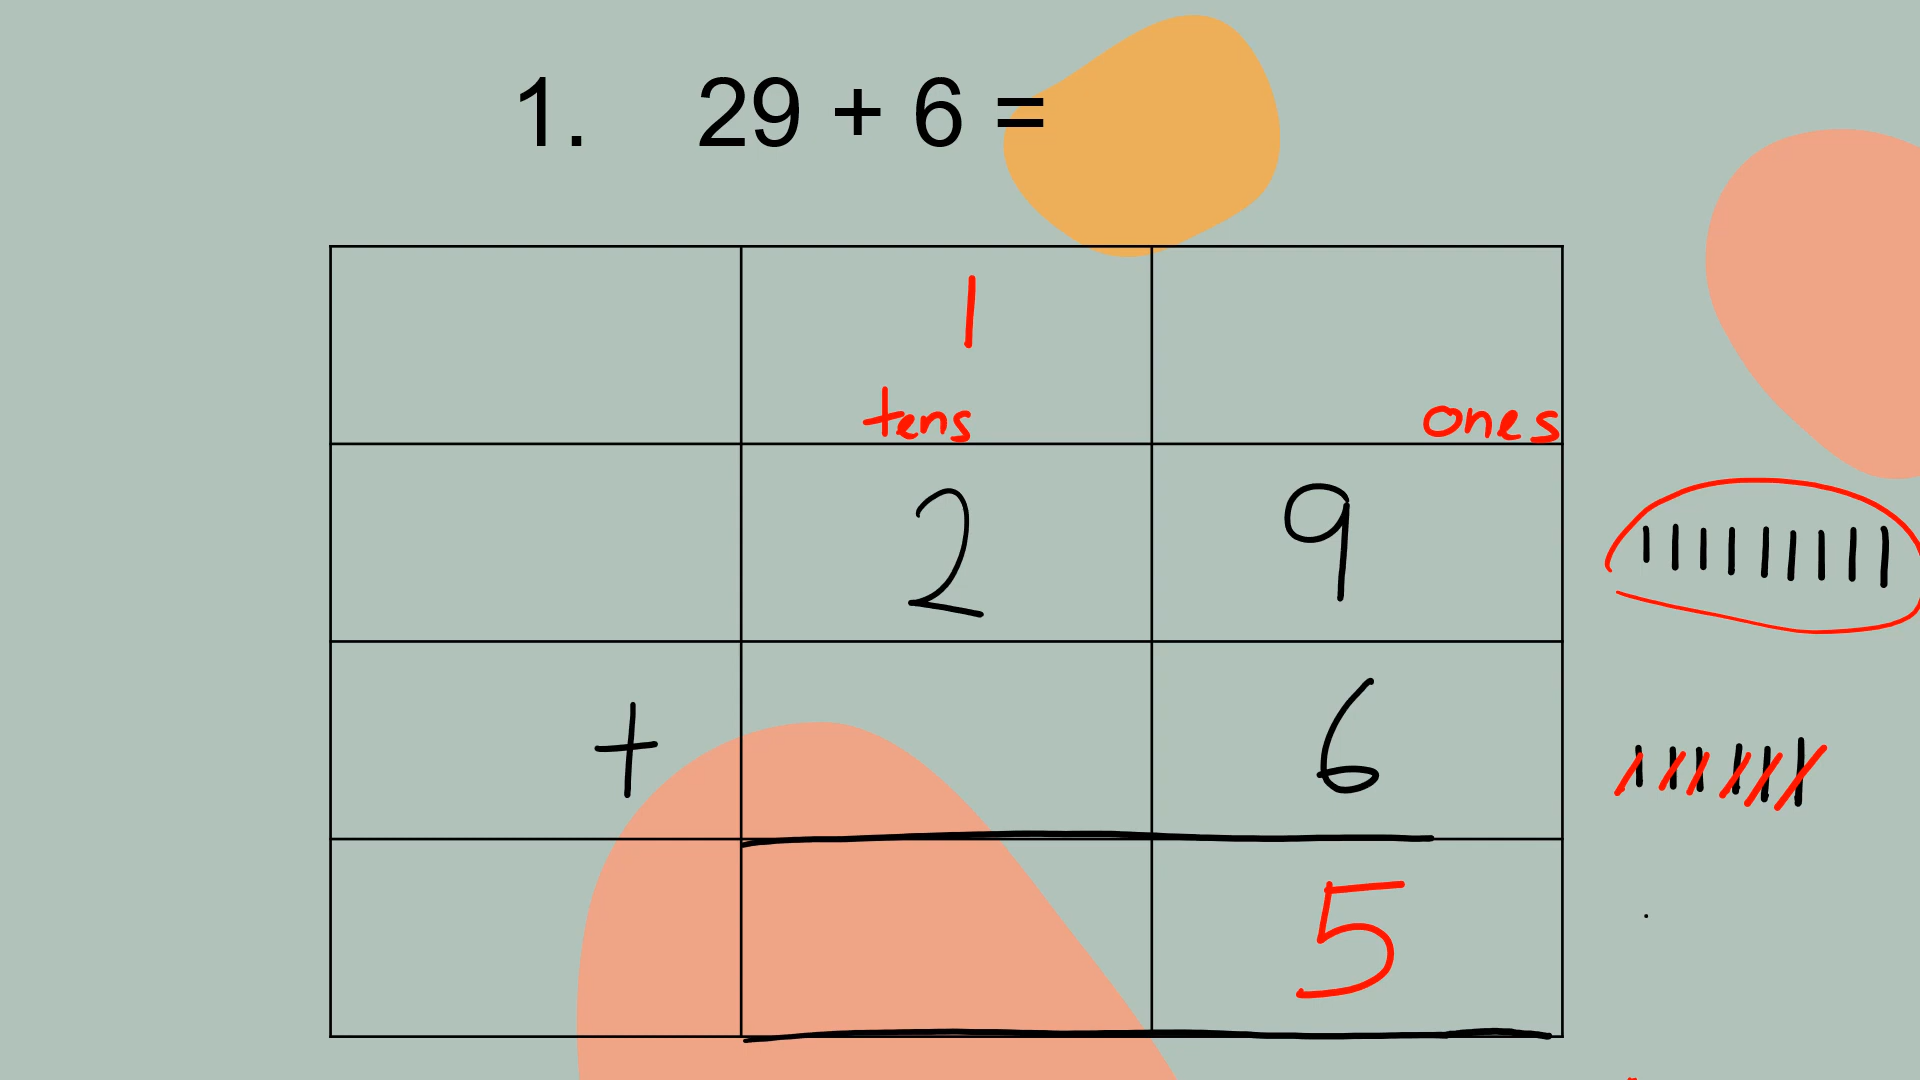 1. 29 + 6 =
1
tens ones
2 9
+ 6
5